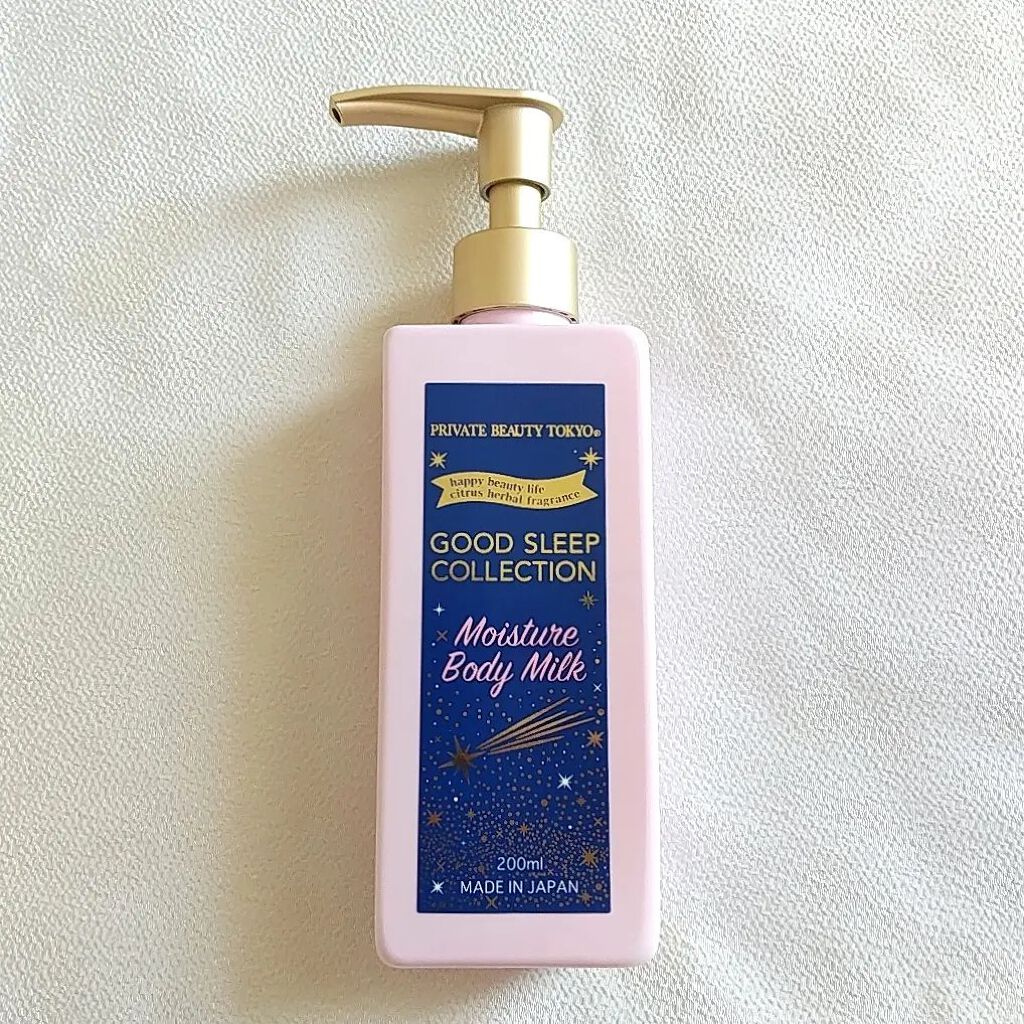 PRIVATE BEAUTY TOKYO®
happy beauty life
citrus herbal fragrance
GOOD SLEEP
COLLECTION
Moisture
Body Milk
200ml
MADE IN JAPAN